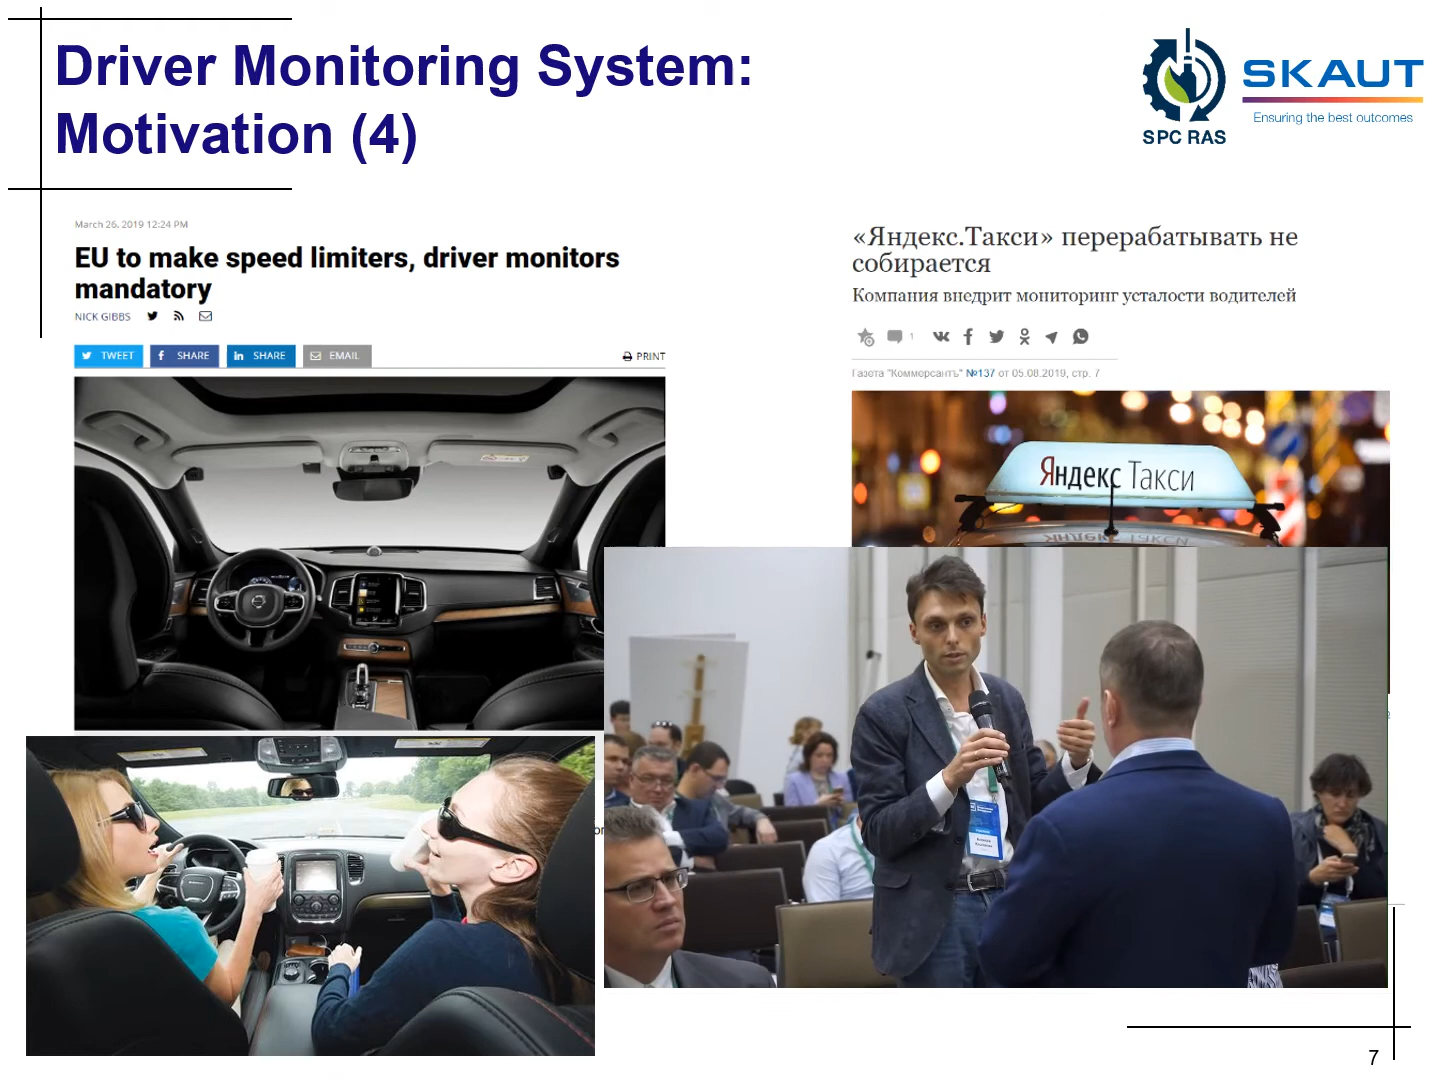 Driver Monitoring System:
Motivation (4)
SPC RAS
SKAUT
Ensuring the best outcomes
March 26, 2019 12:24 PM
EU to make speed limiters, driver monitors
mandatory
NICK GIBBS
TWEET
SHARE
SHARE
EMAIL
PRINT
«Яндекс.Такси» перерабатывать не
собирается
Компания внедрит мониторинг усталости водителей
1
Газета "Коммерсантъ" №137 от 05.08.2019, стр. 7
Яндекс Такси
7